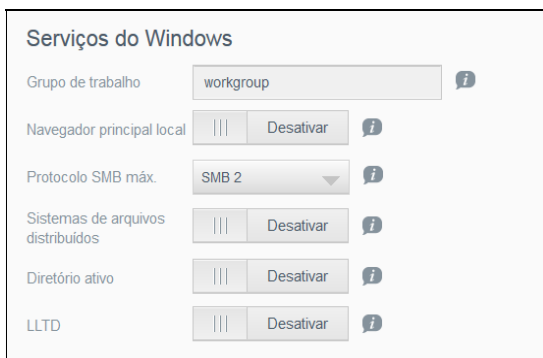 Serviços do Windows
Grupo de trabalho workgroup
Navegador principal local Desativar
Protocolo SMB máx. SMB 2
Sistemas de arquivos
distribuídos Desativar
Diretório ativo Desativar
LLTD Desativar